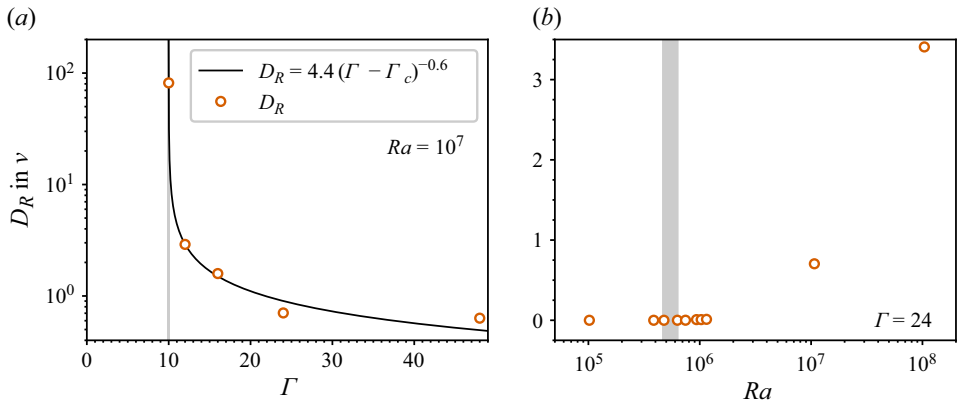 (a)
D_R = 4.4 (Γ − Γ_c)^{−0.6}
D_R
Ra = 10^7
D_R in ν
10^2
10^1
10^0
0 10 20 30 40
Γ
(b)
3
2
1
0
Γ = 24
10^5 10^6 10^7 10^8
Ra